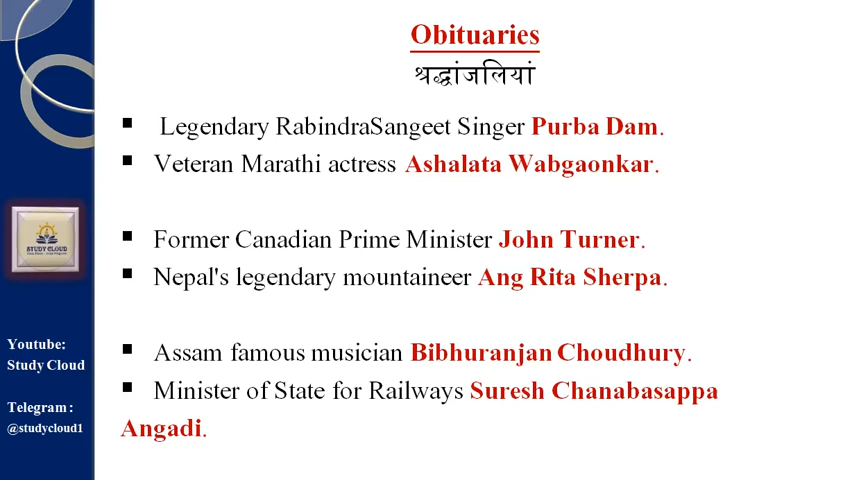 Obituaries
श्रद्धांजलियां
▪ Legendary RabindraSangeet Singer Purba Dam.
▪ Veteran Marathi actress Ashalata Wabgaonkar.
▪ Former Canadian Prime Minister John Turner.
▪ Nepal's legendary mountaineer Ang Rita Sherpa.
▪ Assam famous musician Bibhuranjan Choudhury.
▪ Minister of State for Railways Suresh Chanabasappa
Angadi.
STUDY CLOUD
Youtube:
Study Cloud
Telegram :
@studycloud1